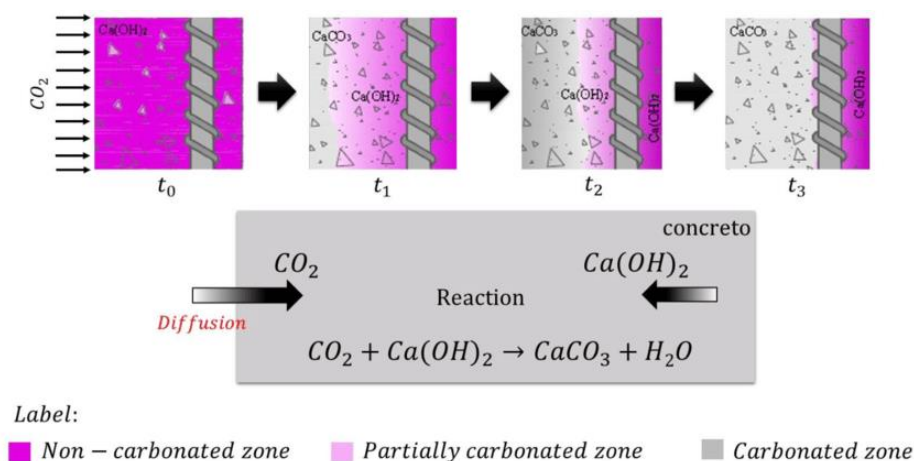 CO₂
Ca(OH)₂
CaCO₃
Ca(OH)₂
CaCO₃
Ca(OH)₂
Ca(OH)₂
CaCO₃
Ca(OH)₂
t₀
t₁
t₂
t₃
concreto
CO₂
Ca(OH)₂
Reaction
Diffusion
CO₂ + Ca(OH)₂ → CaCO₃ + H₂O
Label:
Non − carbonated zone
Partially carbonated zone
Carbonated zone